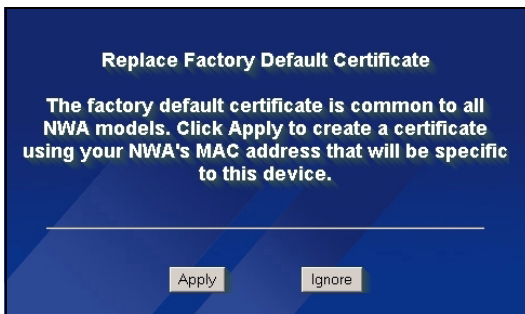 Replace Factory Default Certificate
The factory default certificate is common to all
NWA models. Click Apply to create a certificate
using your NWA's MAC address that will be specific
to this device.
Apply
Ignore